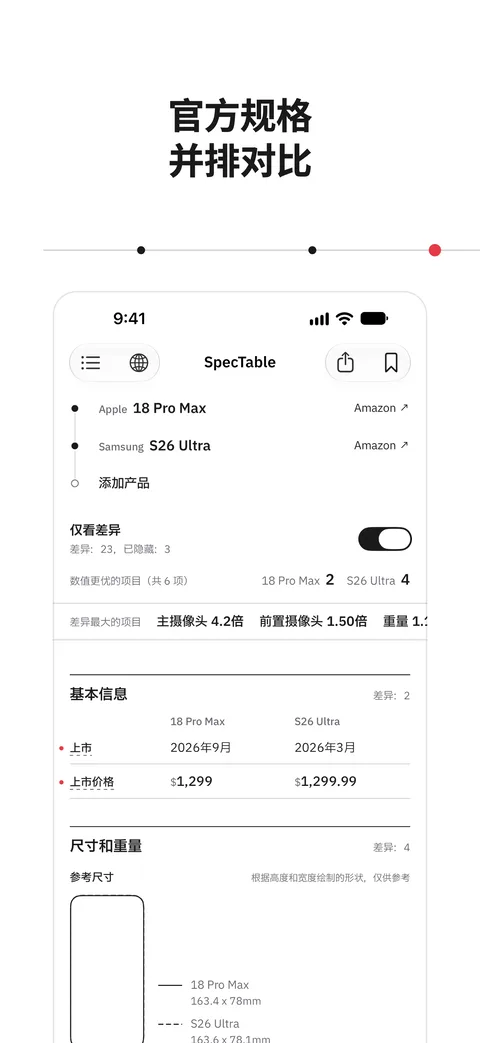 官方规格
并排对比
9:41
SpecTable
Apple 18 Pro Max Amazon ↗
Samsung S26 Ultra Amazon ↗
添加产品
仅看差异
差异: 23, 已隐藏: 3
数值更优的项目（共 6 项） 18 Pro Max 2 S26 Ultra 4
差异最大的项目 主摄像头 4.2倍 前置摄像头 1.50倍 重量 1.1
基本信息 差异: 2
18 Pro Max S26 Ultra
上市 2026年9月 2026年3月
上市价格 $1,299 $1,299.99
尺寸和重量 差异: 4
参考尺寸 根据高度和宽度绘制的形状，仅供参考
18 Pro Max
163.4 x 78mm
S26 Ultra
163.6 x 78.1mm